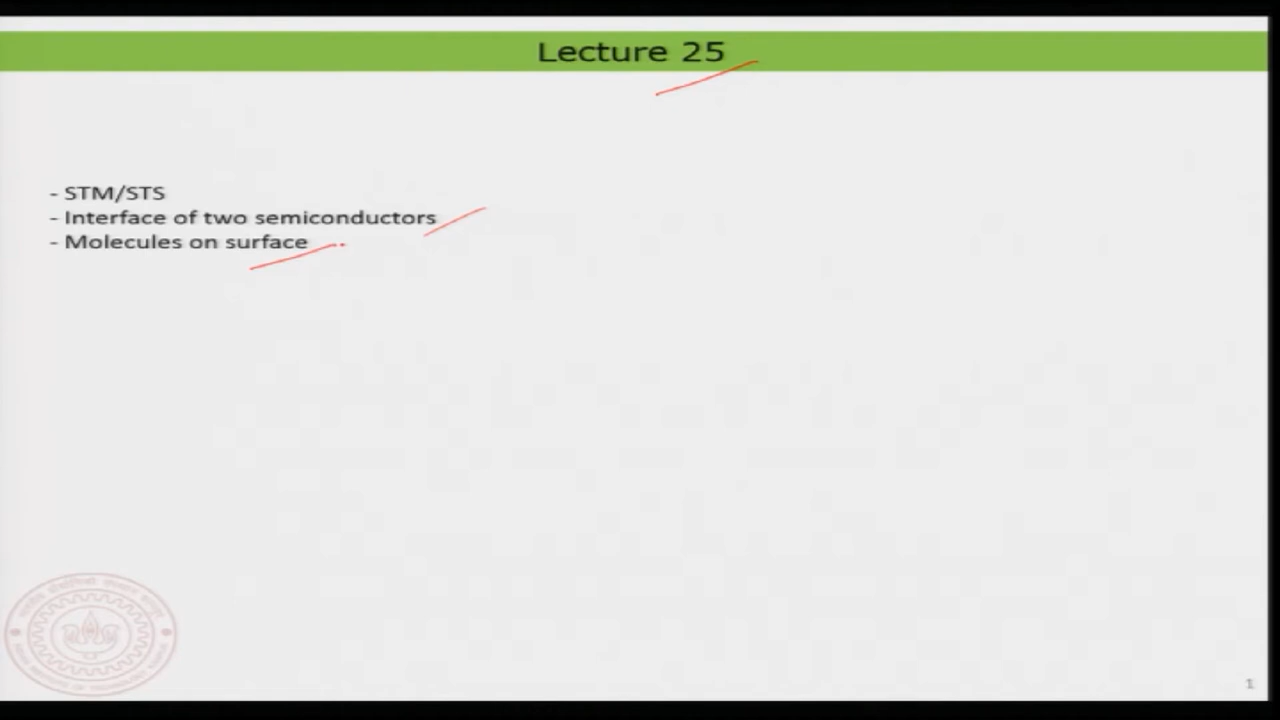 Lecture 25
- STM/STS
- Interface of two semiconductors
- Molecules on surface
1